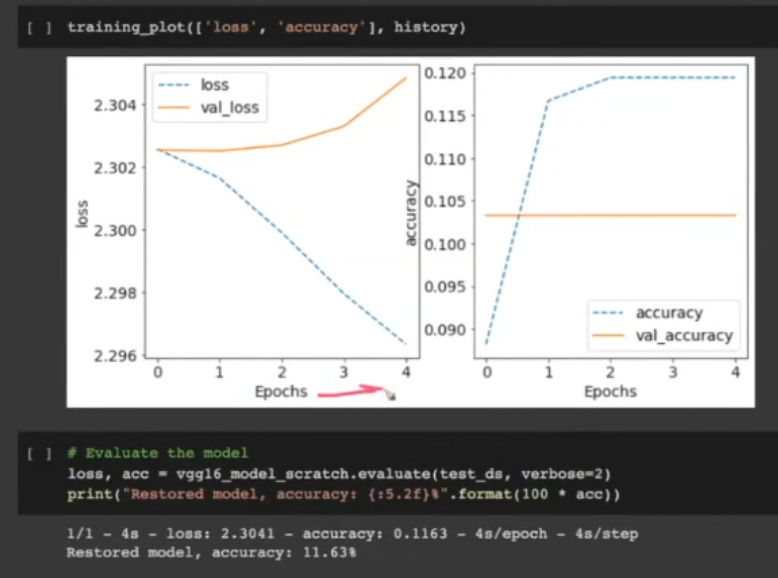 [ ] training_plot(['loss', 'accuracy'], history)
loss
val_loss
2.304
2.302
2.300
2.298
2.296
loss
0 1 2 3 4
Epochs
0.120
0.115
0.110
0.105
0.100
0.095
0.090
accuracy
accuracy
val_accuracy
0 1 2 3 4
Epochs
[ ] # Evaluate the model
loss, acc = vgg16_model_scratch.evaluate(test_ds, verbose=2)
print("Restored model, accuracy: {:5.2f}%".format(100 * acc))
1/1 - 4s - loss: 2.3041 - accuracy: 0.1163 - 4s/epoch - 4s/step
Restored model, accuracy: 11.63%